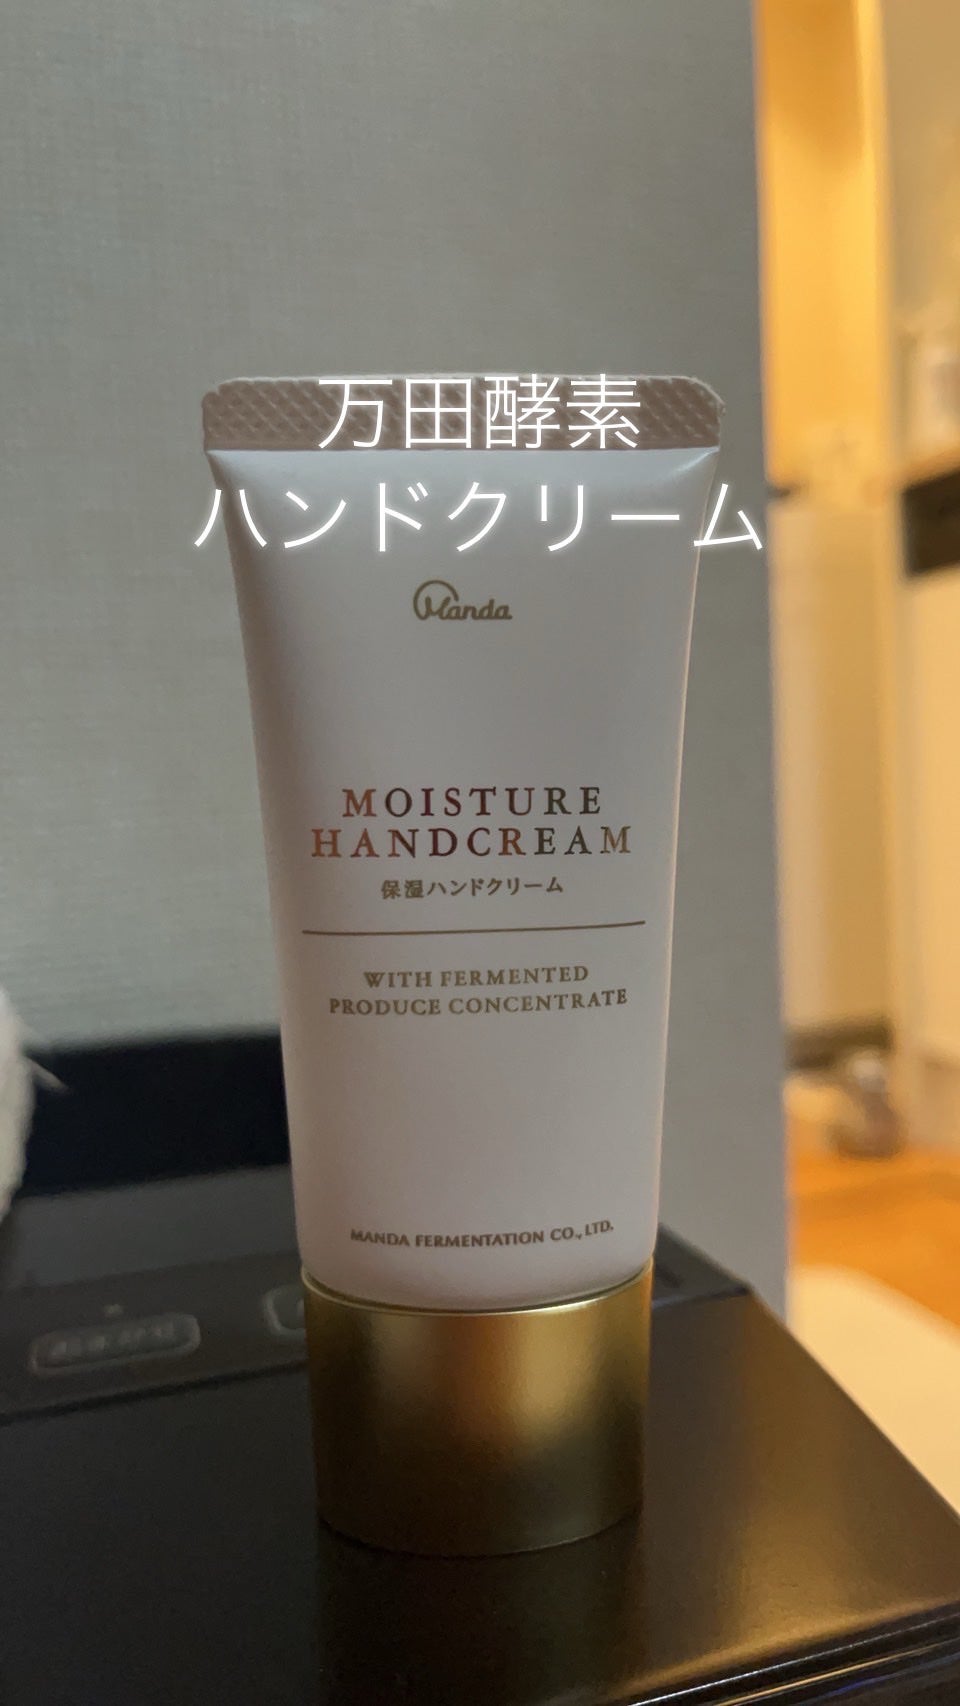 万田酵素
ハンドクリーム
Manda
MOISTURE
HANDCREAM
保湿ハンドクリーム
WITH FERMENTED
PRODUCE CONCENTRATE
MANDA FERMENTATION CO.,LTD.